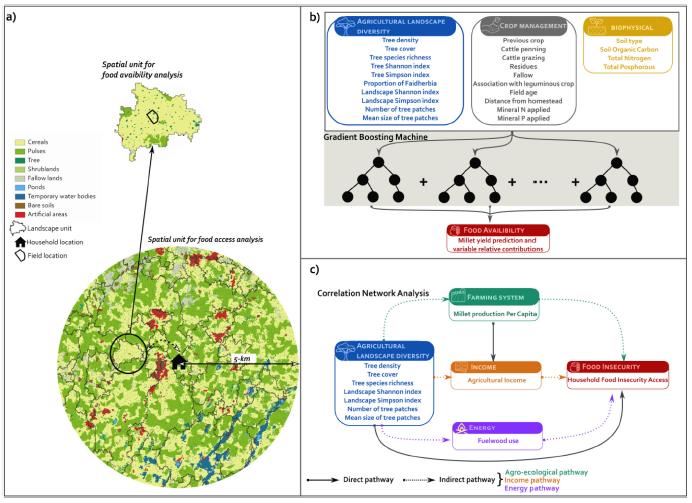 a)
Spatial unit for
food avaibility analysis
Cereals
Pulses
Tree
Shrublands
Fallow lands
Ponds
Temporary water bodies
Bare soils
Artificial areas
Landscape unit
Household location
Field location
Spatial unit for food access analysis
5-km
b)
AGRICULTURAL LANDSCAPE
DIVERSITY
Tree density
Tree cover
Tree species richness
Tree Shannon index
Tree Simpson index
Proportion of Faidherbia
Landscape Shannon index
Landscape Simpson index
Number of tree patches
Mean size of tree patches
CROP MANAGEMENT
Previous crop
Cattle penning
Cattle grazing
Residues
Fallow
Association with leguminous crop
Field age
Distance from homestead
Mineral N applied
Mineral P applied
BIOPHYSICAL
Soil type
Soil Organic Carbon
Total Nitrogen
Total Posphorous
Gradient Boosting Machine
+ + ... +
FOOD AVAILIBILITY
Millet yield prediction and
variable relative contributions
c)
Correlation Network Analysis
FARMING SYSTEM
Millet production Per Capita
AGRICULTURAL
LANDSCAPE DIVERSITY
Tree density
Tree cover
Tree species richness
Landscape Shannon index
Landscape Simpson index
Number of tree patches
Mean size of tree patches
INCOME
Agricultural Income
FOOD INSECURITY
Household Food Insecurity Access
ENERGY
Fuelwood use
Direct pathway
Indirect pathway
Agro-ecological pathway
Income pathway
Energy pathway